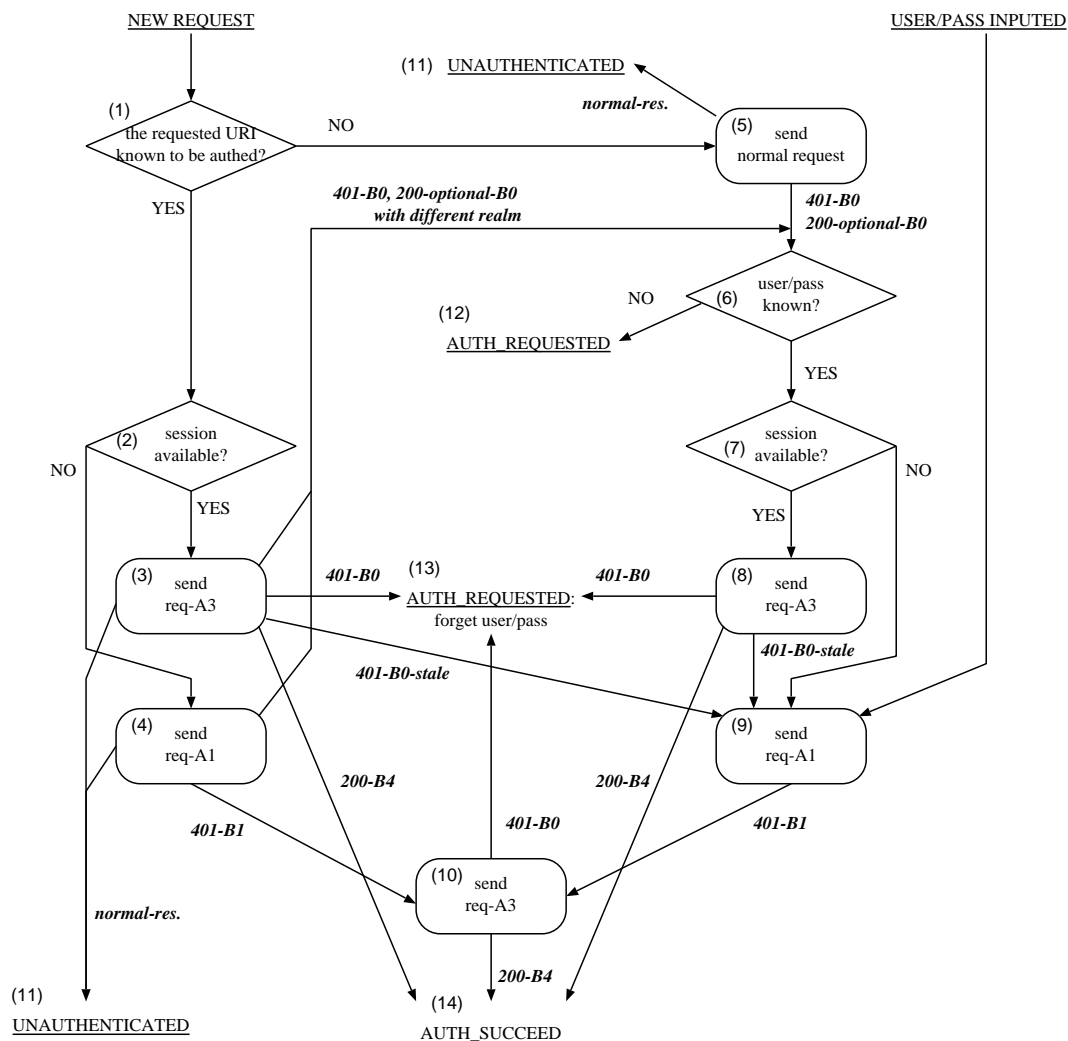 NEW REQUEST
USER/PASS INPUTED
(11) UNAUTHENTICATED
normal-res.
(1)
the requested URI
known to be authed?
NO
(5)
send
normal request
YES
401-B0, 200-optional-B0
with different realm
401-B0
200-optional-B0
(6)
user/pass
known?
NO
(12)
AUTH_REQUESTED
YES
(2)
session
available?
NO
YES
(7)
session
available?
NO
YES
(3)
send
req-A3
401-B0
(13)
AUTH_REQUESTED:
forget user/pass
401-B0
(8)
send
req-A3
401-B0-stale
401-B0-stale
(4)
send
req-A1
(9)
send
req-A1
200-B4
200-B4
401-B1
401-B0
401-B1
(10)
send
req-A3
normal-res.
200-B4
(11)
UNAUTHENTICATED
(14)
AUTH_SUCCEED